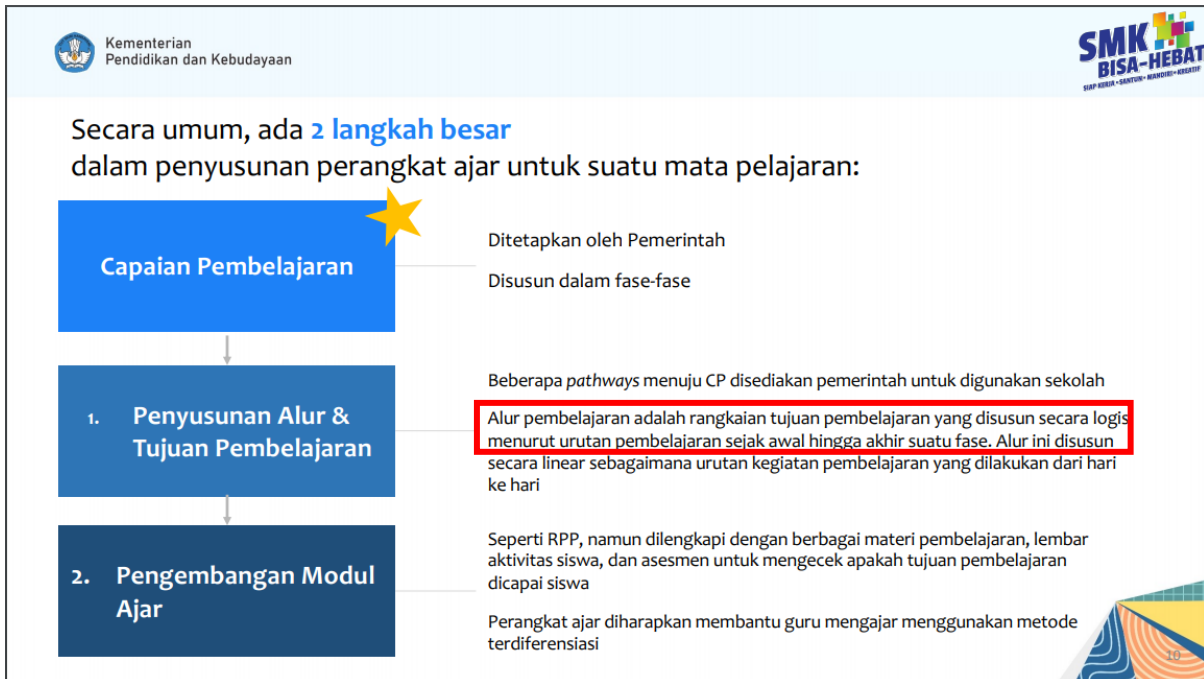 Kementerian
Pendidikan dan Kebudayaan
SMK
BISA-HEBAT
SIAP KERJA • SANTUN • MANDIRI • KREATIF
Secara umum, ada 2 langkah besar
dalam penyusunan perangkat ajar untuk suatu mata pelajaran:
Capaian Pembelajaran
Ditetapkan oleh Pemerintah
Disusun dalam fase-fase
1. Penyusunan Alur &
Tujuan Pembelajaran
Beberapa pathways menuju CP disediakan pemerintah untuk digunakan sekolah
Alur pembelajaran adalah rangkaian tujuan pembelajaran yang disusun secara logis
menurut urutan pembelajaran sejak awal hingga akhir suatu fase. Alur ini disusun
secara linear sebagaimana urutan kegiatan pembelajaran yang dilakukan dari hari
ke hari
2. Pengembangan Modul
Ajar
Seperti RPP, namun dilengkapi dengan berbagai materi pembelajaran, lembar
aktivitas siswa, dan asesmen untuk mengecek apakah tujuan pembelajaran
dicapai siswa
Perangkat ajar diharapkan membantu guru mengajar menggunakan metode
terdiferensiasi
10